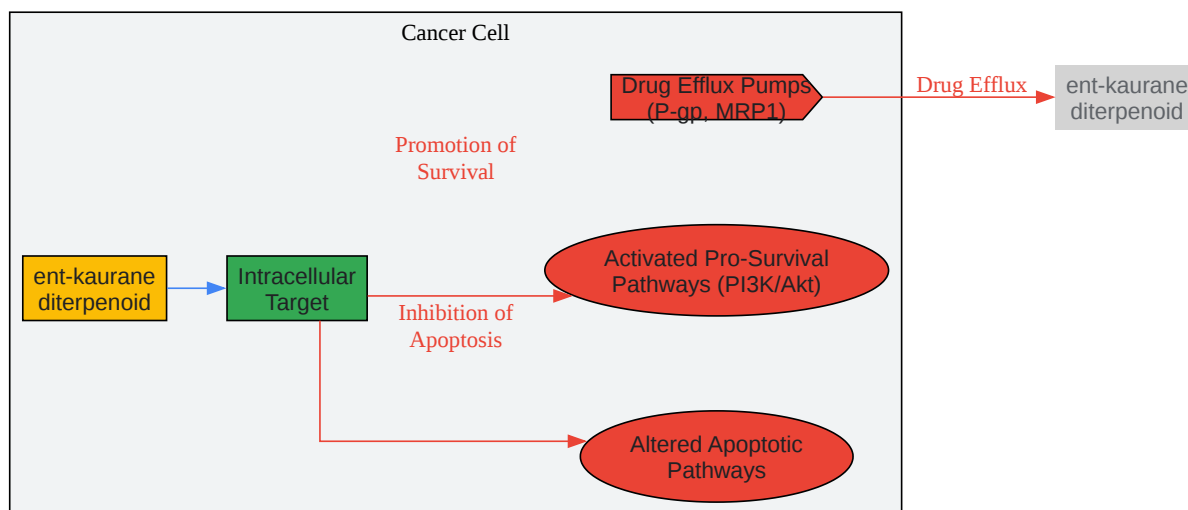 Cancer Cell
Drug Efflux Pumps
(P-gp, MRP1)
Drug Efflux
ent-kaurane
diterpenoid
Promotion of
Survival
ent-kaurane
diterpenoid
Intracellular
Target
Activated Pro-Survival
Pathways (PI3K/Akt)
Inhibition of
Apoptosis
Altered Apoptotic
Pathways